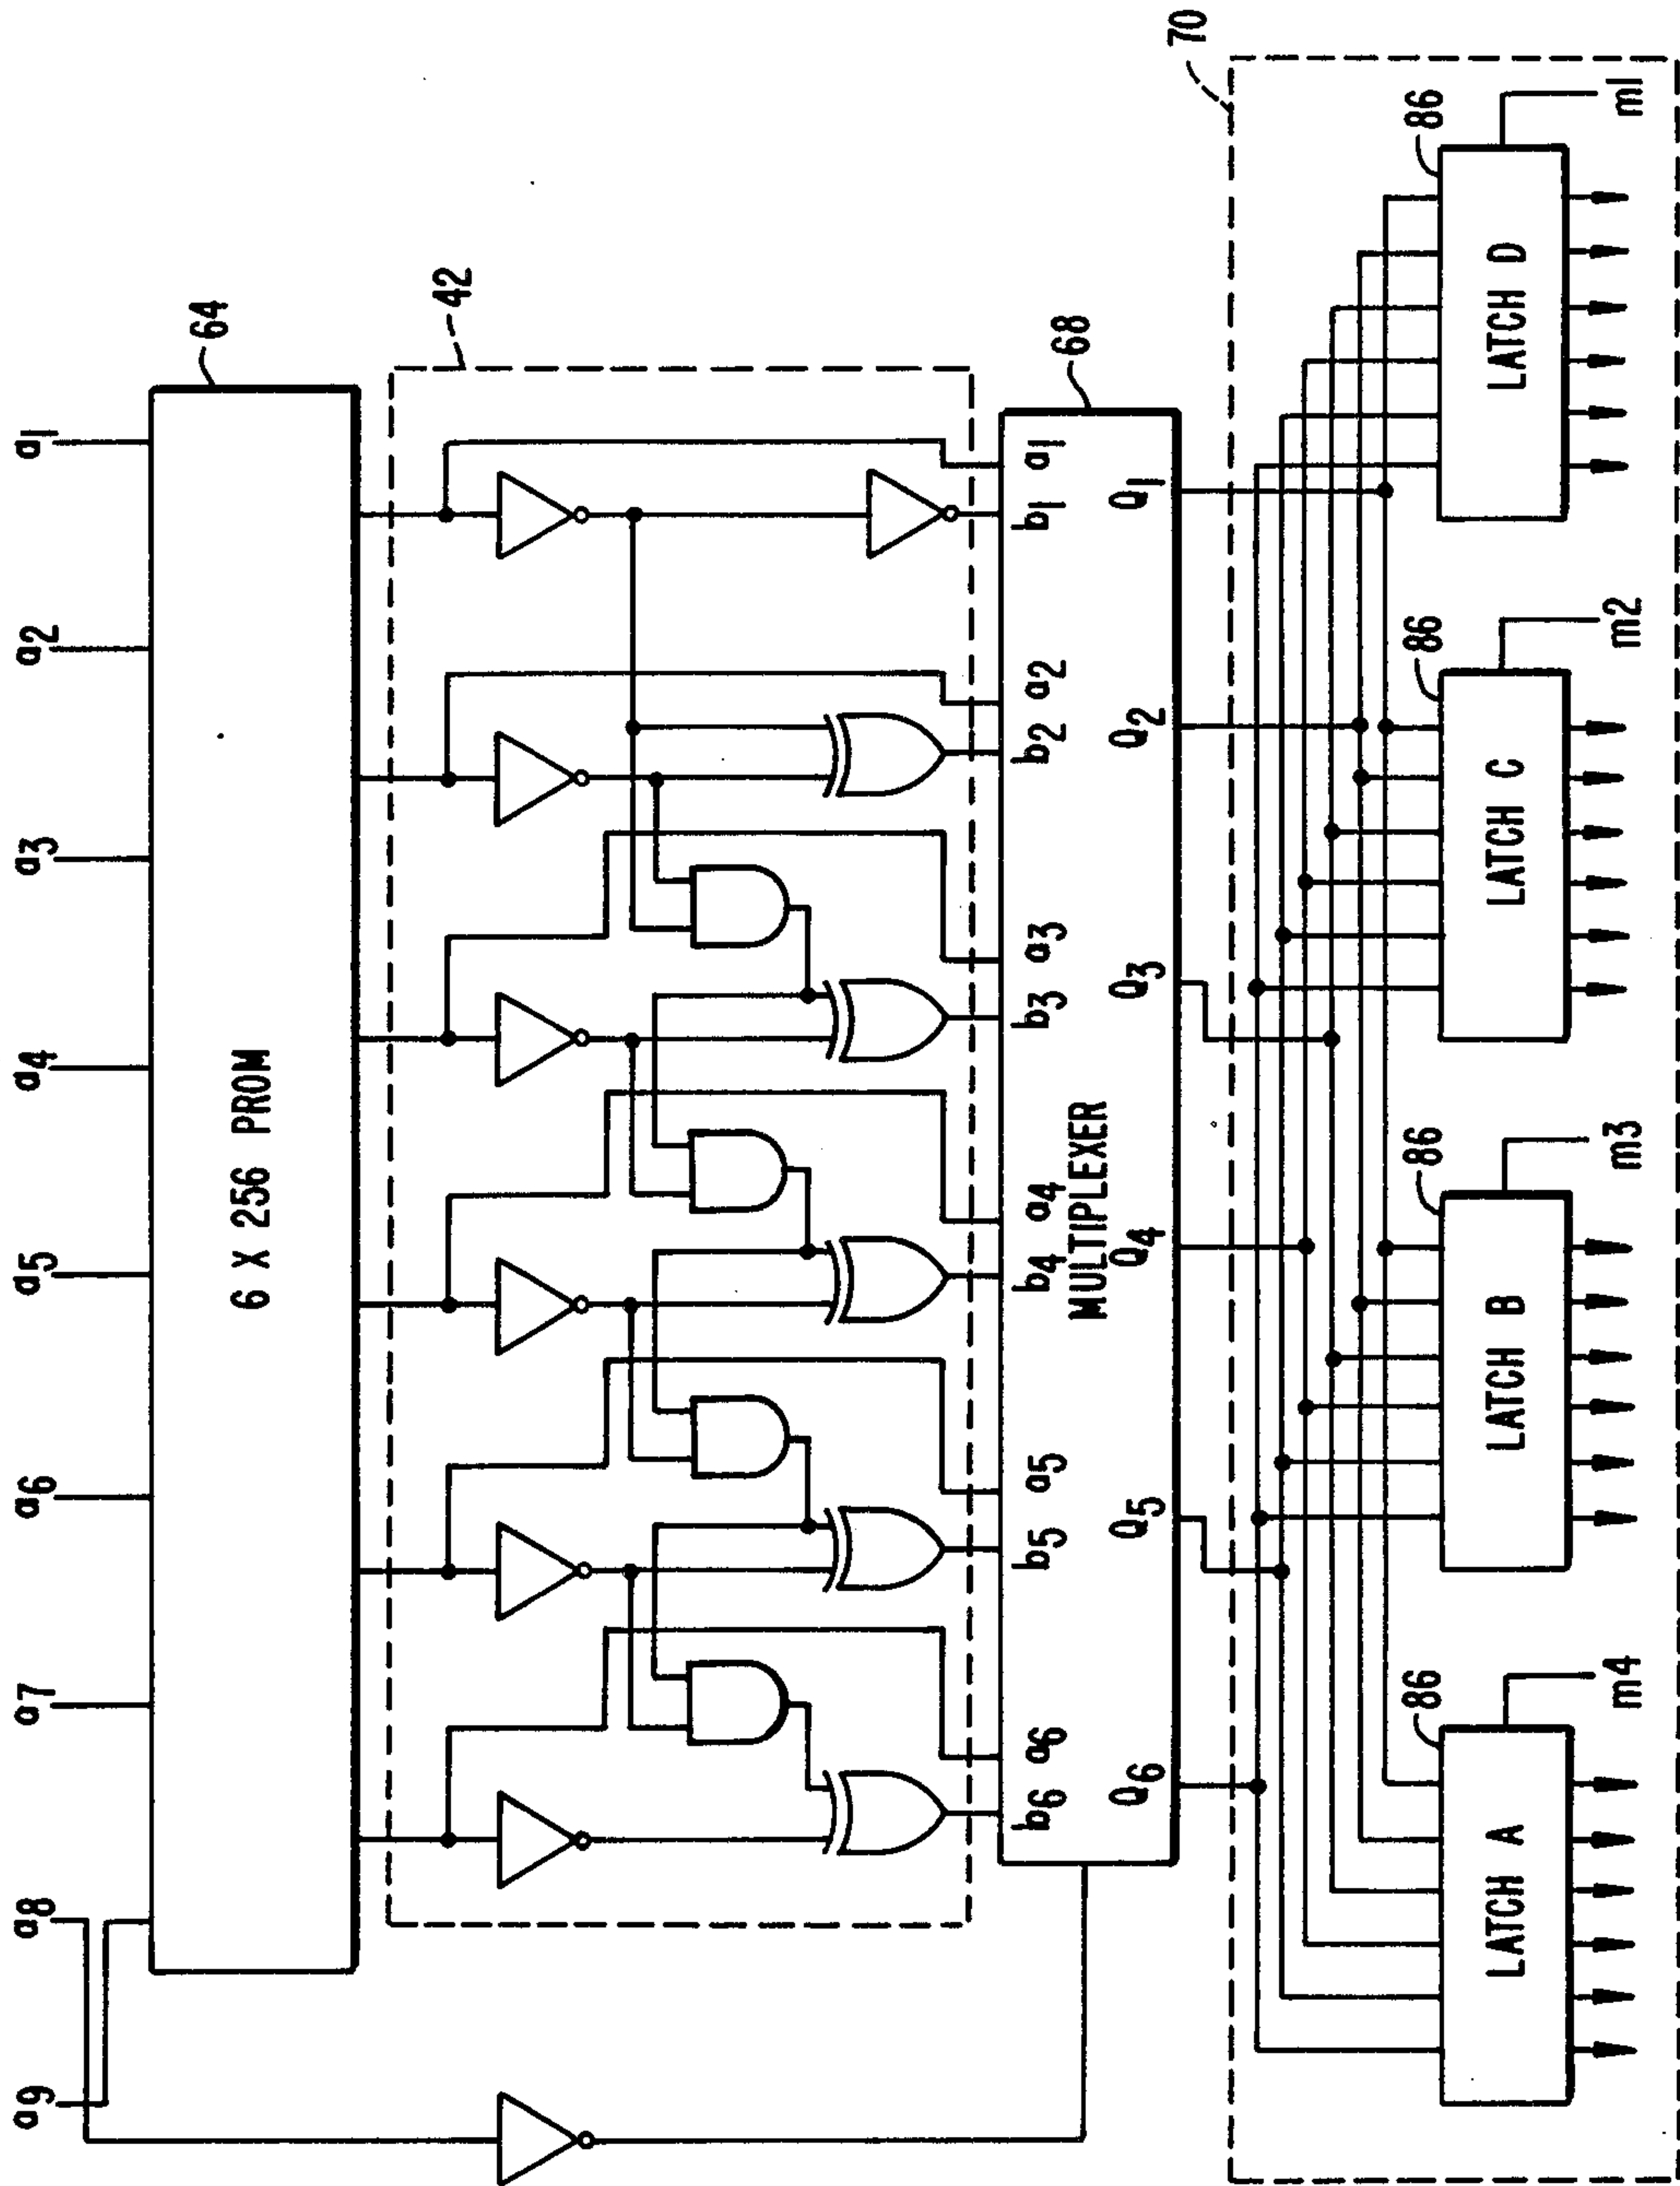 a9 a8 a7 a6 a5 a4 a3 a2 a1
64
6 X 256 PROM
42
68
b6 a6 b5 a5 b4 a4 b3 a3 b2 a2 b1 a1
MULTIPLEXER
Q6 Q5 Q4 Q3 Q2 Q1
70
86 86 86 86
LATCH A LATCH B LATCH C LATCH D
m4 m3 m2 m1